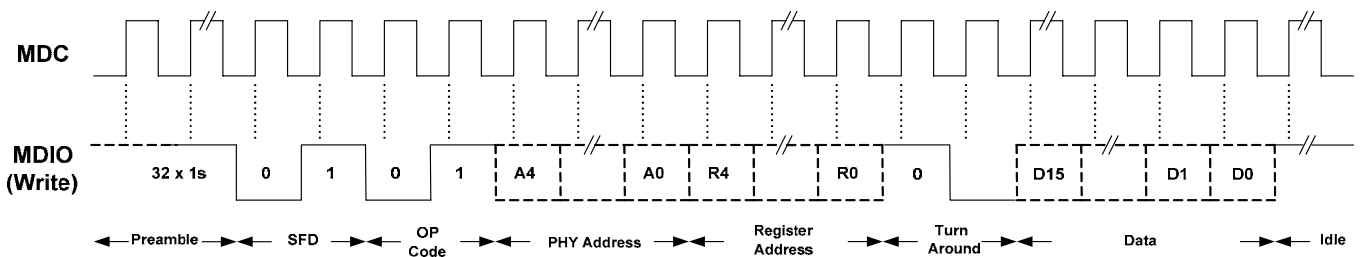 MDC
MDIO
(Write)
32 x 1s 0 1 0 1 A4 A0 R4 R0 0 D15 D1 D0
Preamble SFD OP Code PHY Address Register Address Turn Around Data Idle